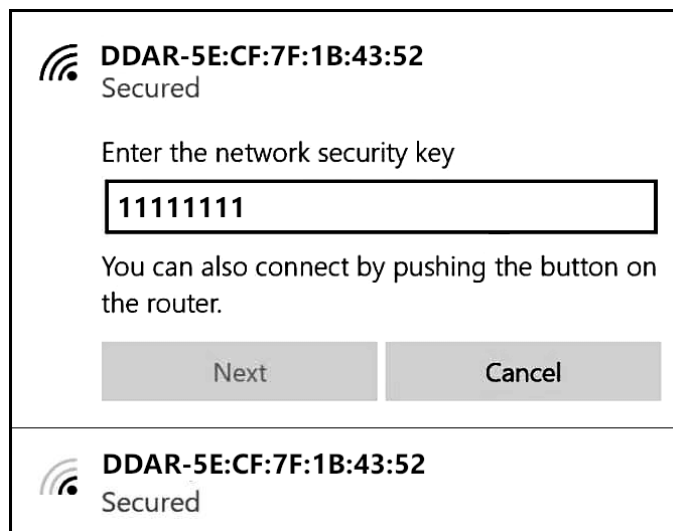 DDAR-5E:CF:7F:1B:43:52
Secured
Enter the network security key
11111111
You can also connect by pushing the button on
the router.
Next Cancel
DDAR-5E:CF:7F:1B:43:52
Secured